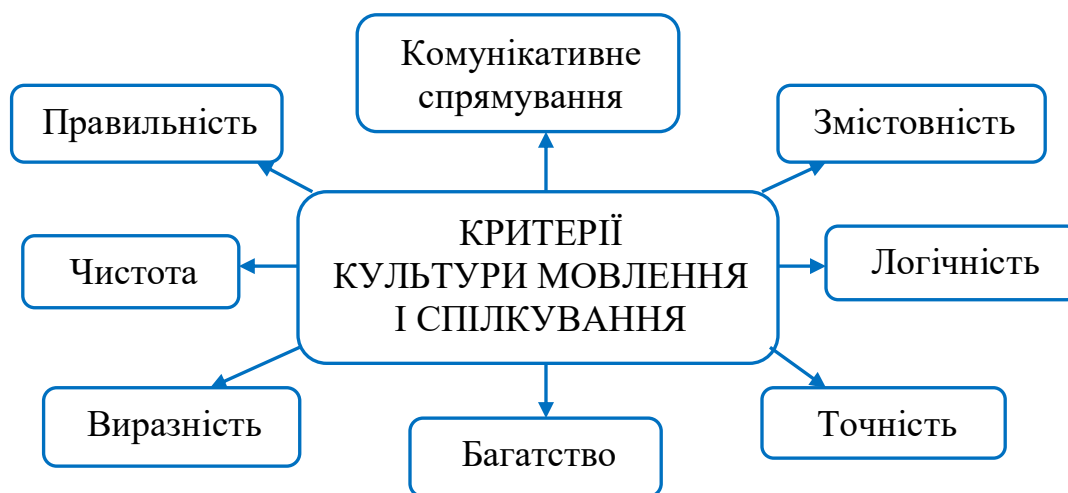 Комунікативне
спрямування
Правильність
Змістовність
КРИТЕРІЇ
КУЛЬТУРИ МОВЛЕННЯ
І СПІЛКУВАННЯ
Чистота
Логічність
Виразність
Багатство
Точність